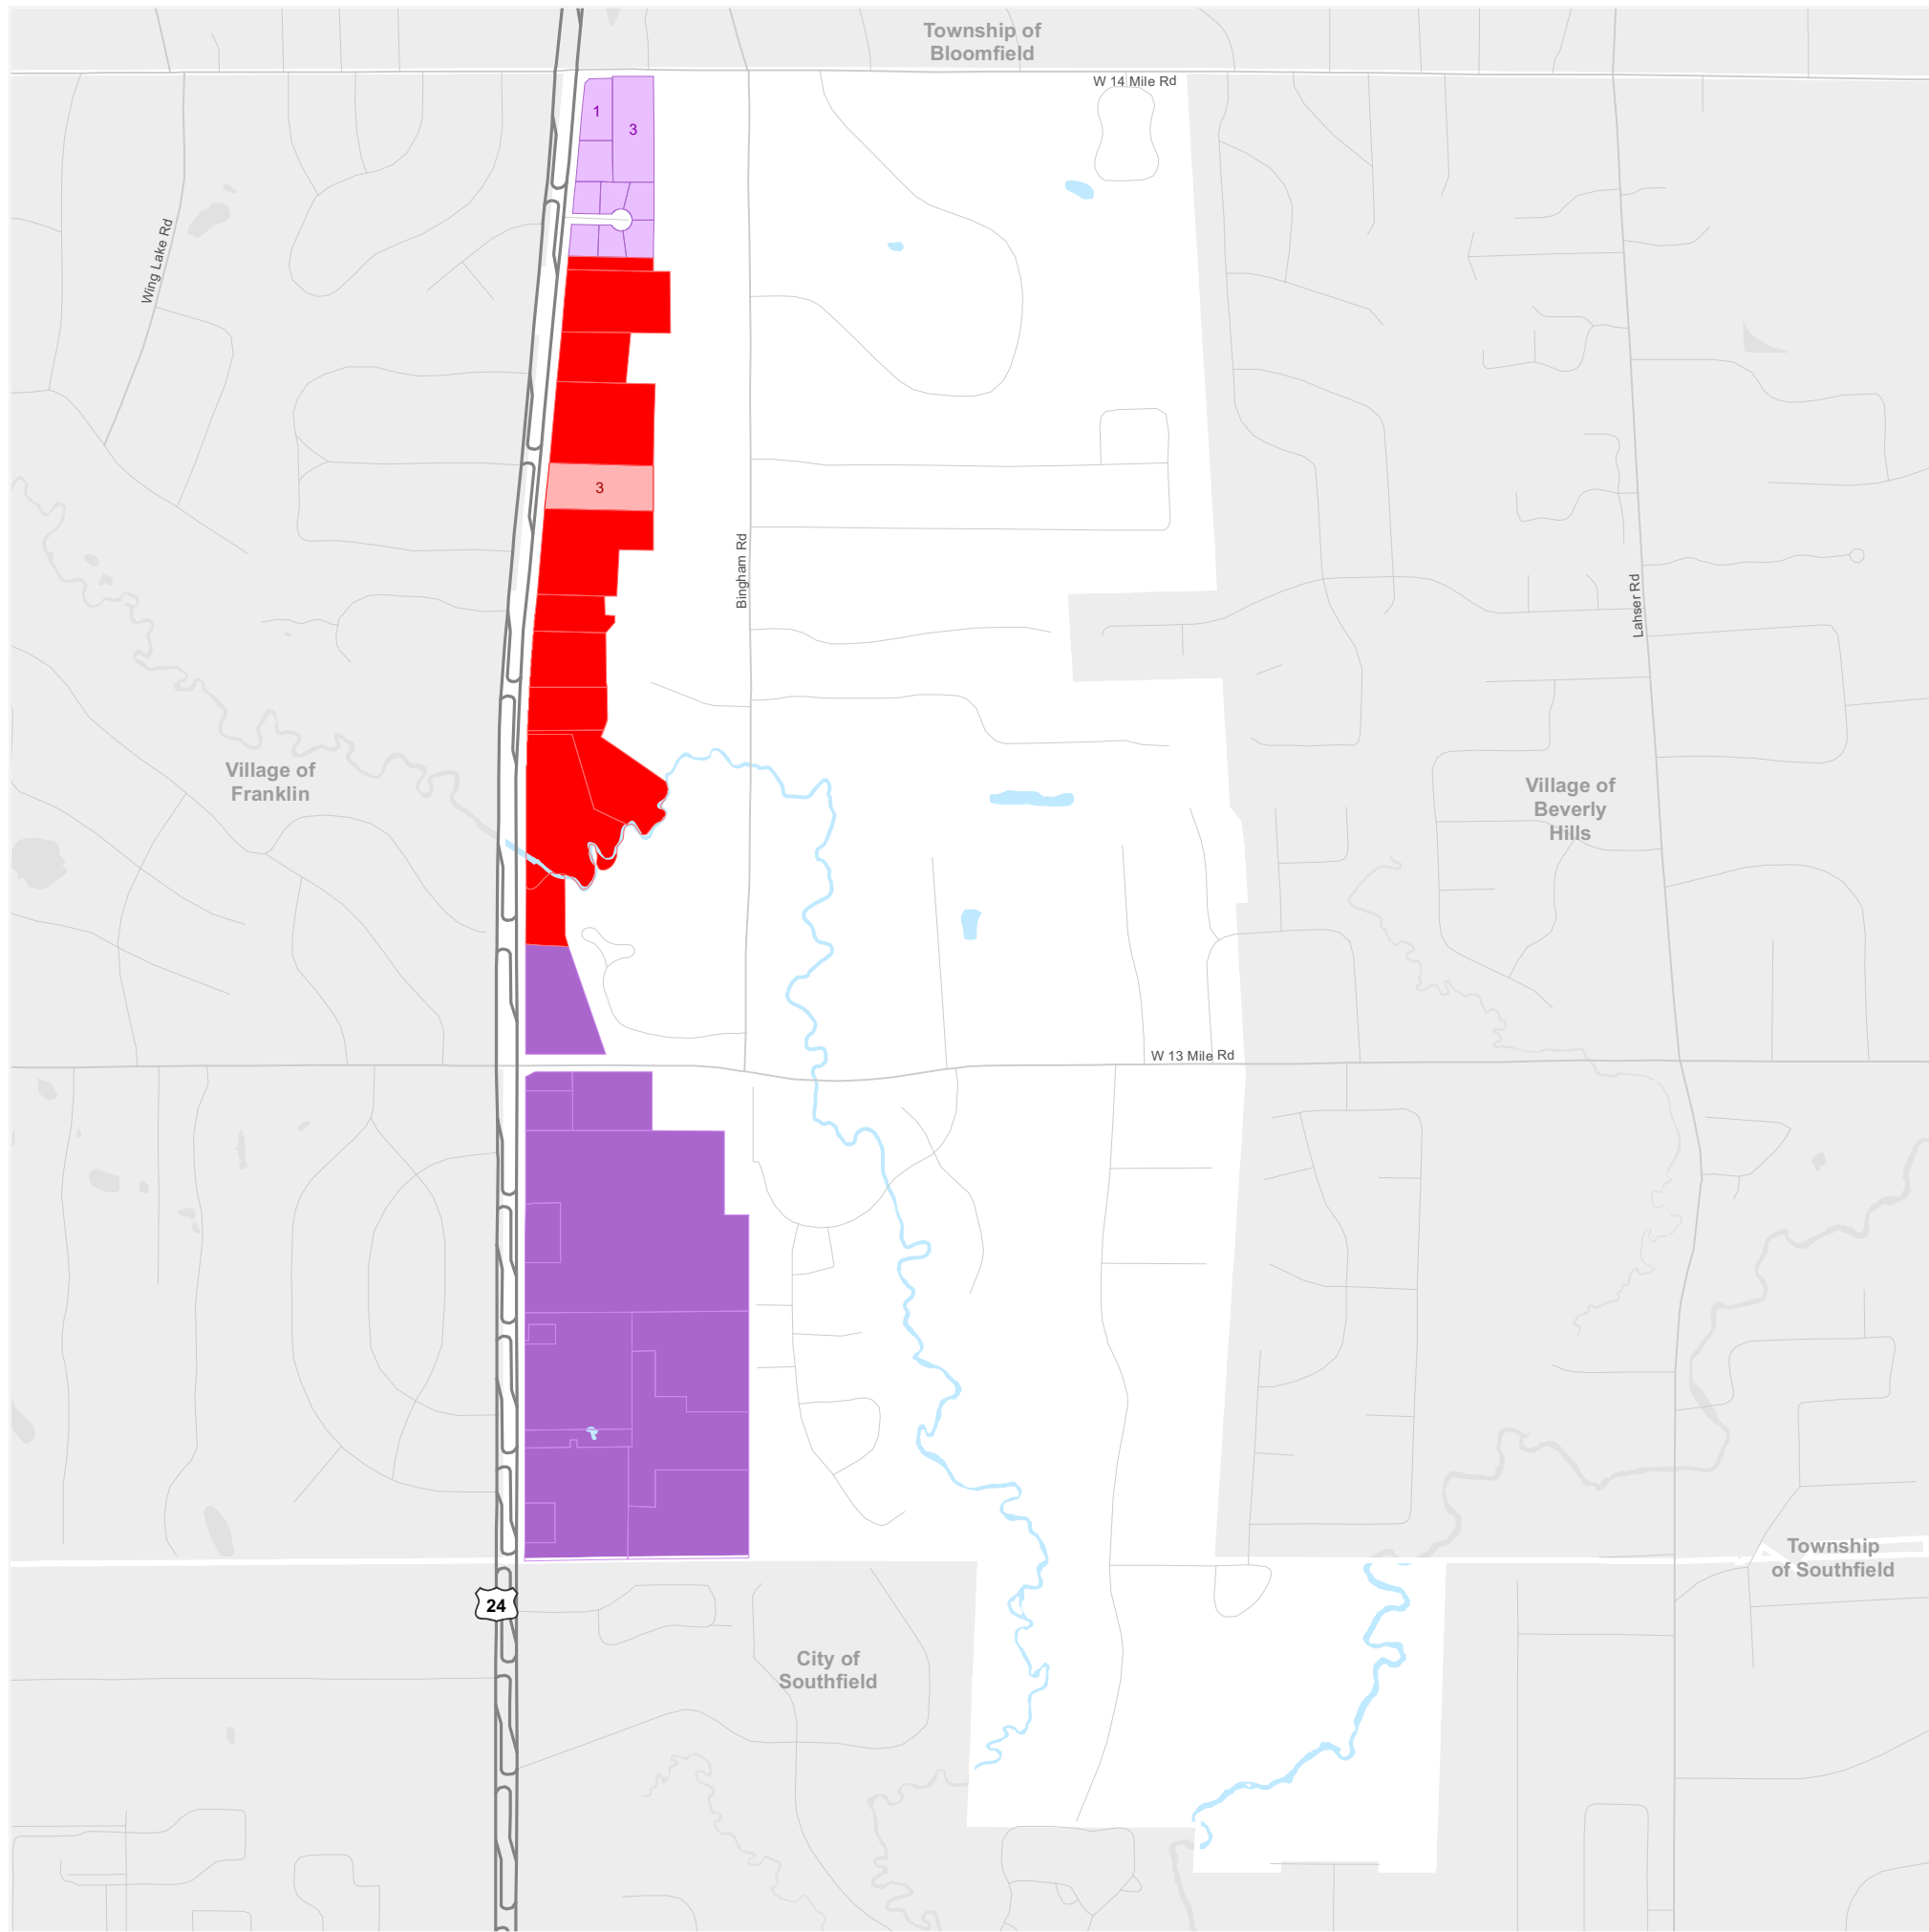 Township of
Bloomfield
W 14 Mile Rd
1
3
Wing Lake Rd
3
Bingham Rd
Lahser Rd
Village of
Franklin
Village of
Beverly
Hills
W 13 Mile Rd
Township
of Southfield
24
City of
Southfield